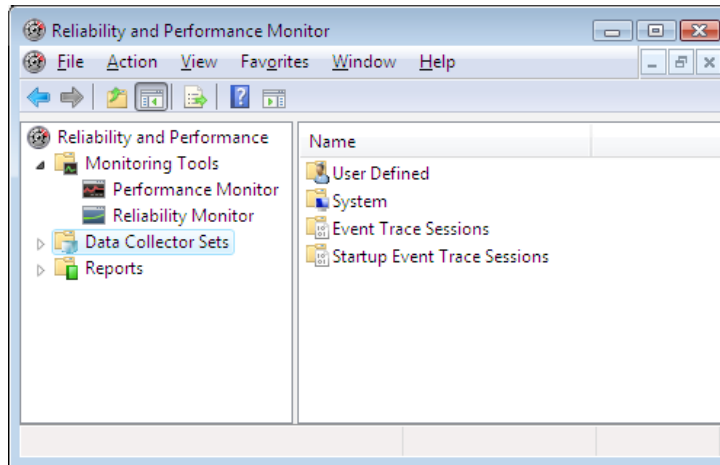 Reliability and Performance Monitor
File Action View Favorites Window Help
Reliability and Performance
Monitoring Tools
Performance Monitor
Reliability Monitor
Data Collector Sets
Reports
Name
User Defined
System
Event Trace Sessions
Startup Event Trace Sessions